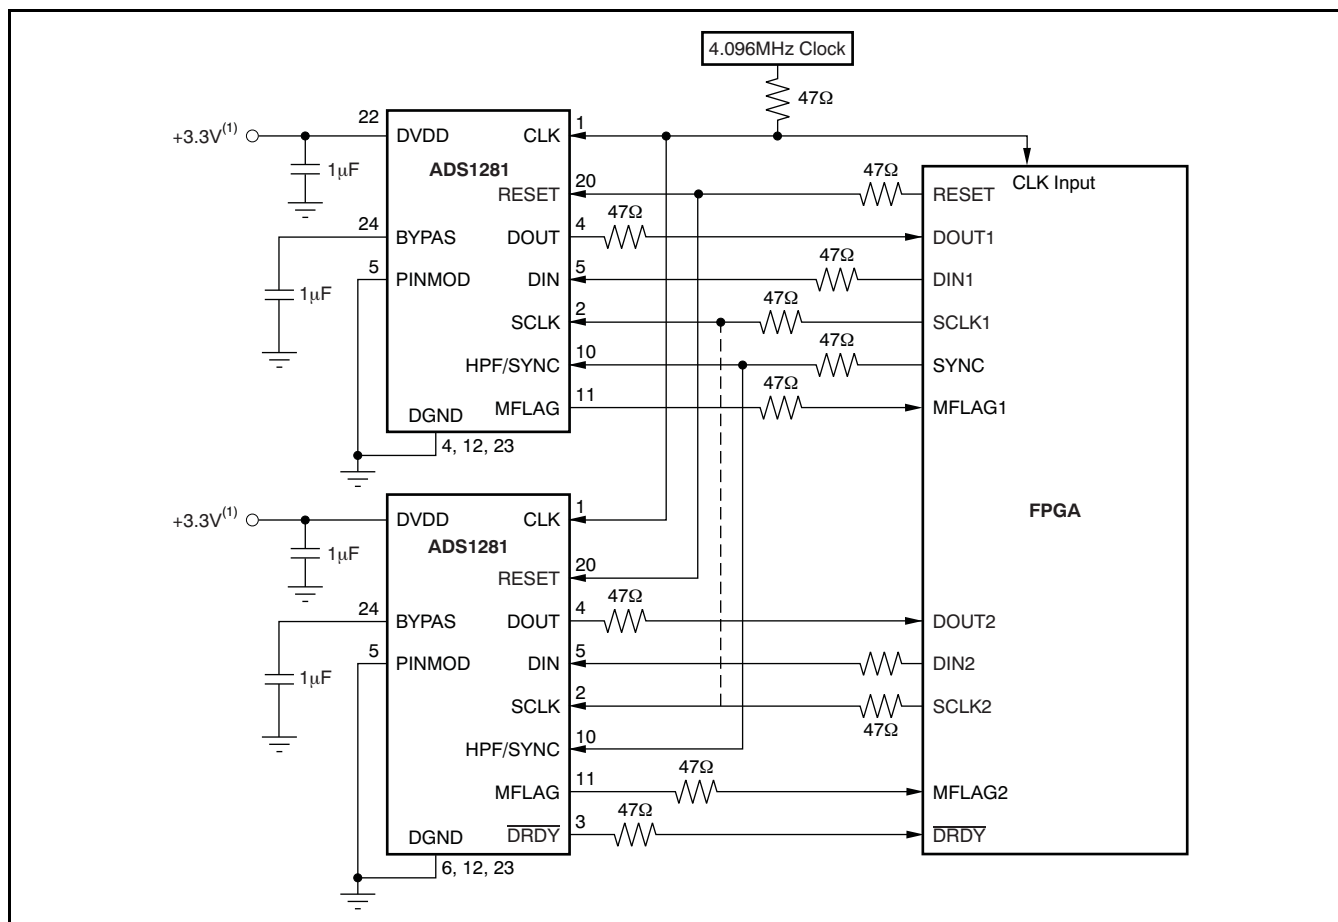 4.096MHz Clock
47Ω
+3.3V(1)
22
DVDD
CLK
1
1μF
ADS1281
CLK Input
RESET
20
47Ω
RESET
24
BYPAS
DOUT
4
47Ω
DOUT1
5
PINMOD
DIN
5
47Ω
DIN1
1μF
SCLK
2
47Ω
SCLK1
HPF/SYNC
10
47Ω
SYNC
MFLAG
11
47Ω
MFLAG1
DGND
4, 12, 23
FPGA
+3.3V(1)
DVDD
CLK
1
1μF
ADS1281
RESET
20
24
BYPAS
DOUT
4
47Ω
DOUT2
5
PINMOD
DIN
5
DIN2
1μF
SCLK
2
47Ω
SCLK2
HPF/SYNC
10
MFLAG
11
47Ω
MFLAG2
DRDY
3
47Ω
DRDY
DGND
6, 12, 23